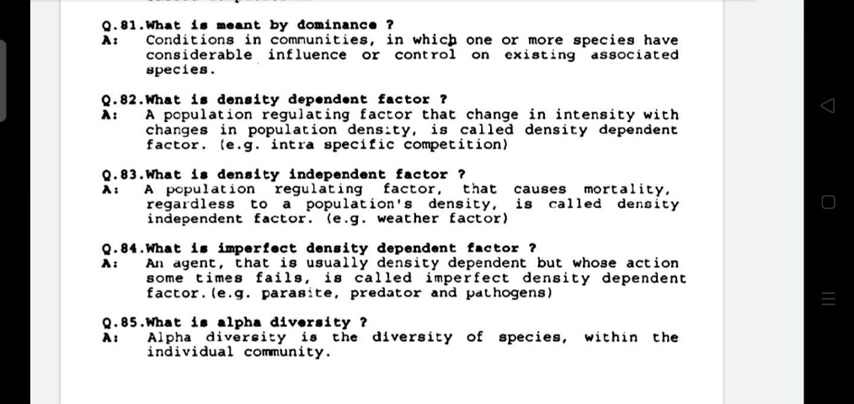 Q.81.What is meant by dominance ?
A: Conditions in communities, in which one or more species have
considerable influence or control on existing associated
species.
Q.82.What is density dependent factor ?
A: A population regulating factor that change in intensity with
changes in population density, is called density dependent
factor. (e.g. intra specific competition)
Q.83.What is density independent factor ?
A: A population regulating factor, that causes mortality,
regardless to a population's density, is called density
independent factor. (e.g. weather factor)
Q.84.What is imperfect density dependent factor ?
A: An agent, that is usually density dependent but whose action
some times fails, is called imperfect density dependent
factor.(e.g. parasite, predator and pathogens)
Q.85.What is alpha diversity ?
A: Alpha diversity is the diversity of species, within the
individual community.